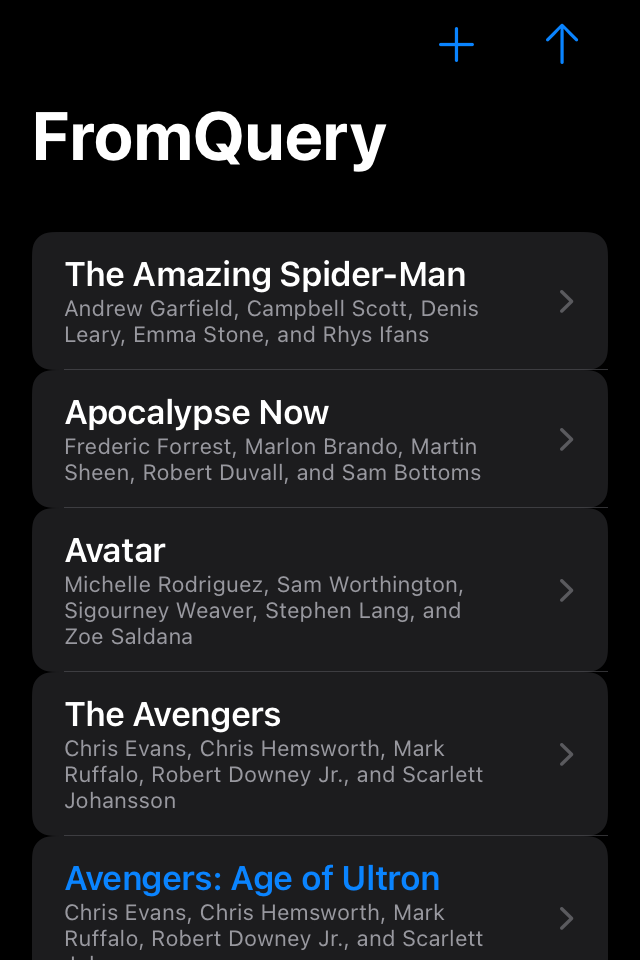 FromQuery
The Amazing Spider-Man
Andrew Garfield, Campbell Scott, Denis
Leary, Emma Stone, and Rhys Ifans
Apocalypse Now
Frederic Forrest, Marlon Brando, Martin
Sheen, Robert Duvall, and Sam Bottoms
Avatar
Michelle Rodriguez, Sam Worthington,
Sigourney Weaver, Stephen Lang, and
Zoe Saldana
The Avengers
Chris Evans, Chris Hemsworth, Mark
Ruffalo, Robert Downey Jr., and Scarlett
Johansson
Avengers: Age of Ultron
Chris Evans, Chris Hemsworth, Mark
Ruffalo, Robert Downey Jr., and Scarlett